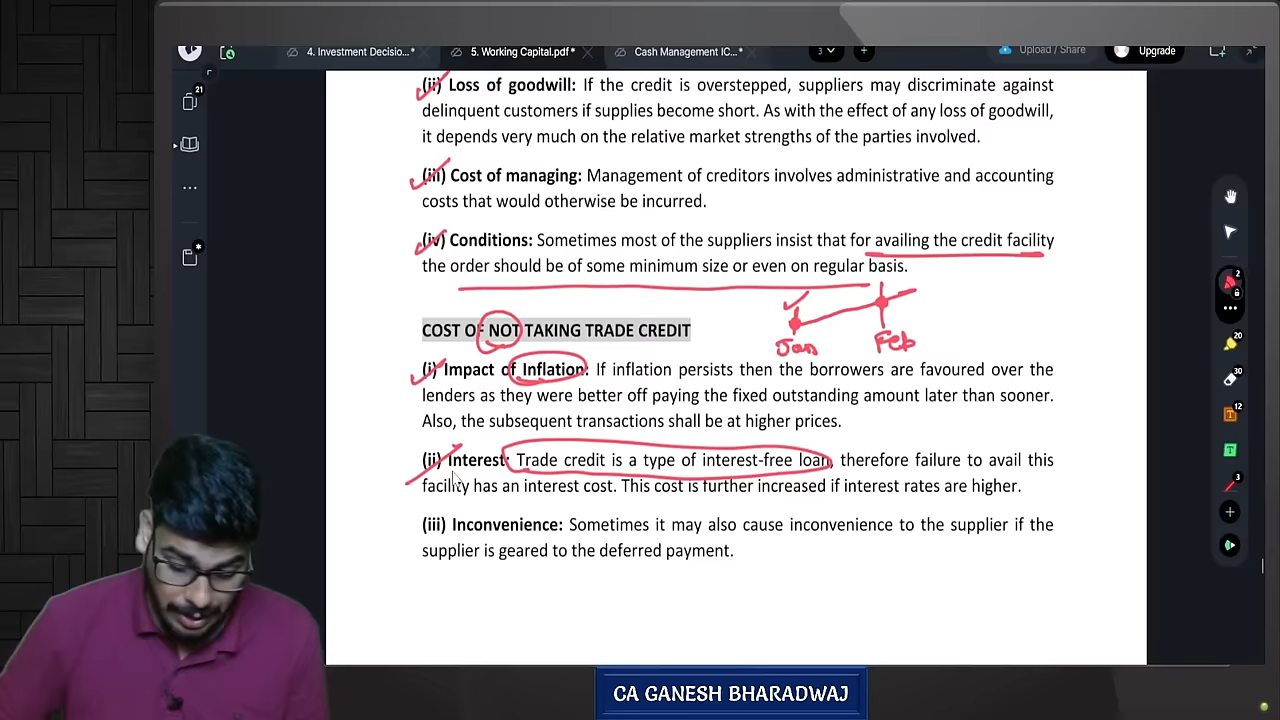 4. Investment Decisio...*
5. Working Capital.pdf*
Cash Management IC...*
3
Upload / Share
Upgrade
21
(ii) Loss of goodwill: If the credit is overstepped, suppliers may discriminate against
delinquent customers if supplies become short. As with the effect of any loss of goodwill,
it depends very much on the relative market strengths of the parties involved.
(iii) Cost of managing: Management of creditors involves administrative and accounting
costs that would otherwise be incurred.
(iv) Conditions: Sometimes most of the suppliers insist that for availing the credit facility
the order should be of some minimum size or even on regular basis.
COST OF NOT TAKING TRADE CREDIT
Jan Feb
(i) Impact of Inflation: If inflation persists then the borrowers are favoured over the
lenders as they were better off paying the fixed outstanding amount later than sooner.
Also, the subsequent transactions shall be at higher prices.
(ii) Interest: Trade credit is a type of interest-free loan, therefore failure to avail this
facility has an interest cost. This cost is further increased if interest rates are higher.
(iii) Inconvenience: Sometimes it may also cause inconvenience to the supplier if the
supplier is geared to the deferred payment.
2
20
30
12
3
CA GANESH BHARADWAJ